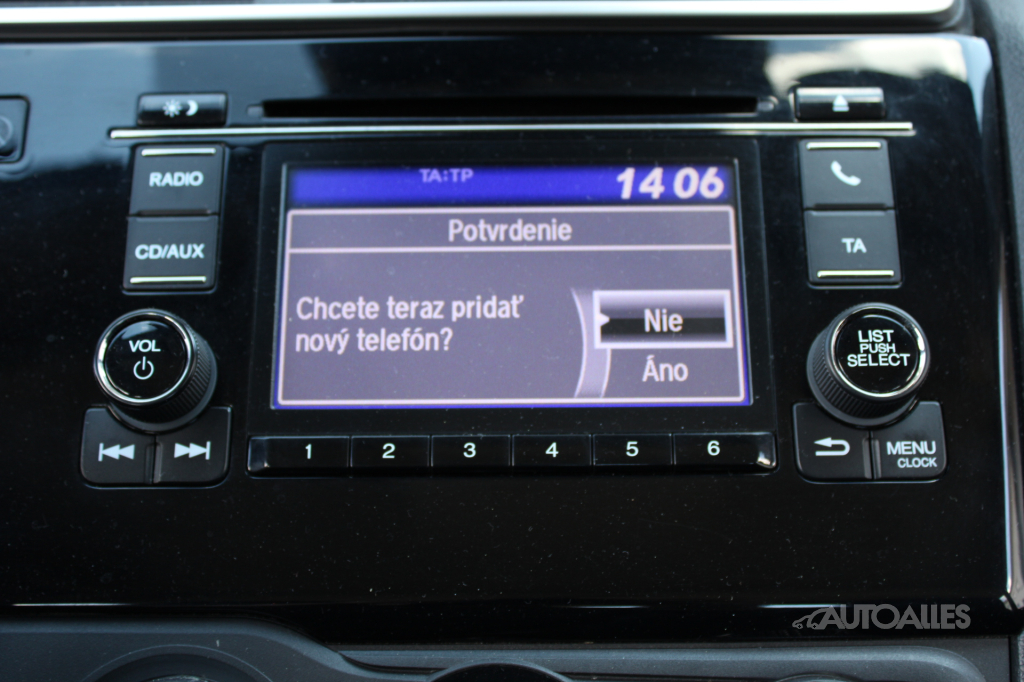 TA:TP 14 06
RADIO
Potvrdenie
CD/AUX
TA
Chcete teraz pridať
nový telefón?
Nie
Áno
VOL
LIST
PUSH
SELECT
1 2 3 4 5 6
MENU
CLOCK
AUTOALLES